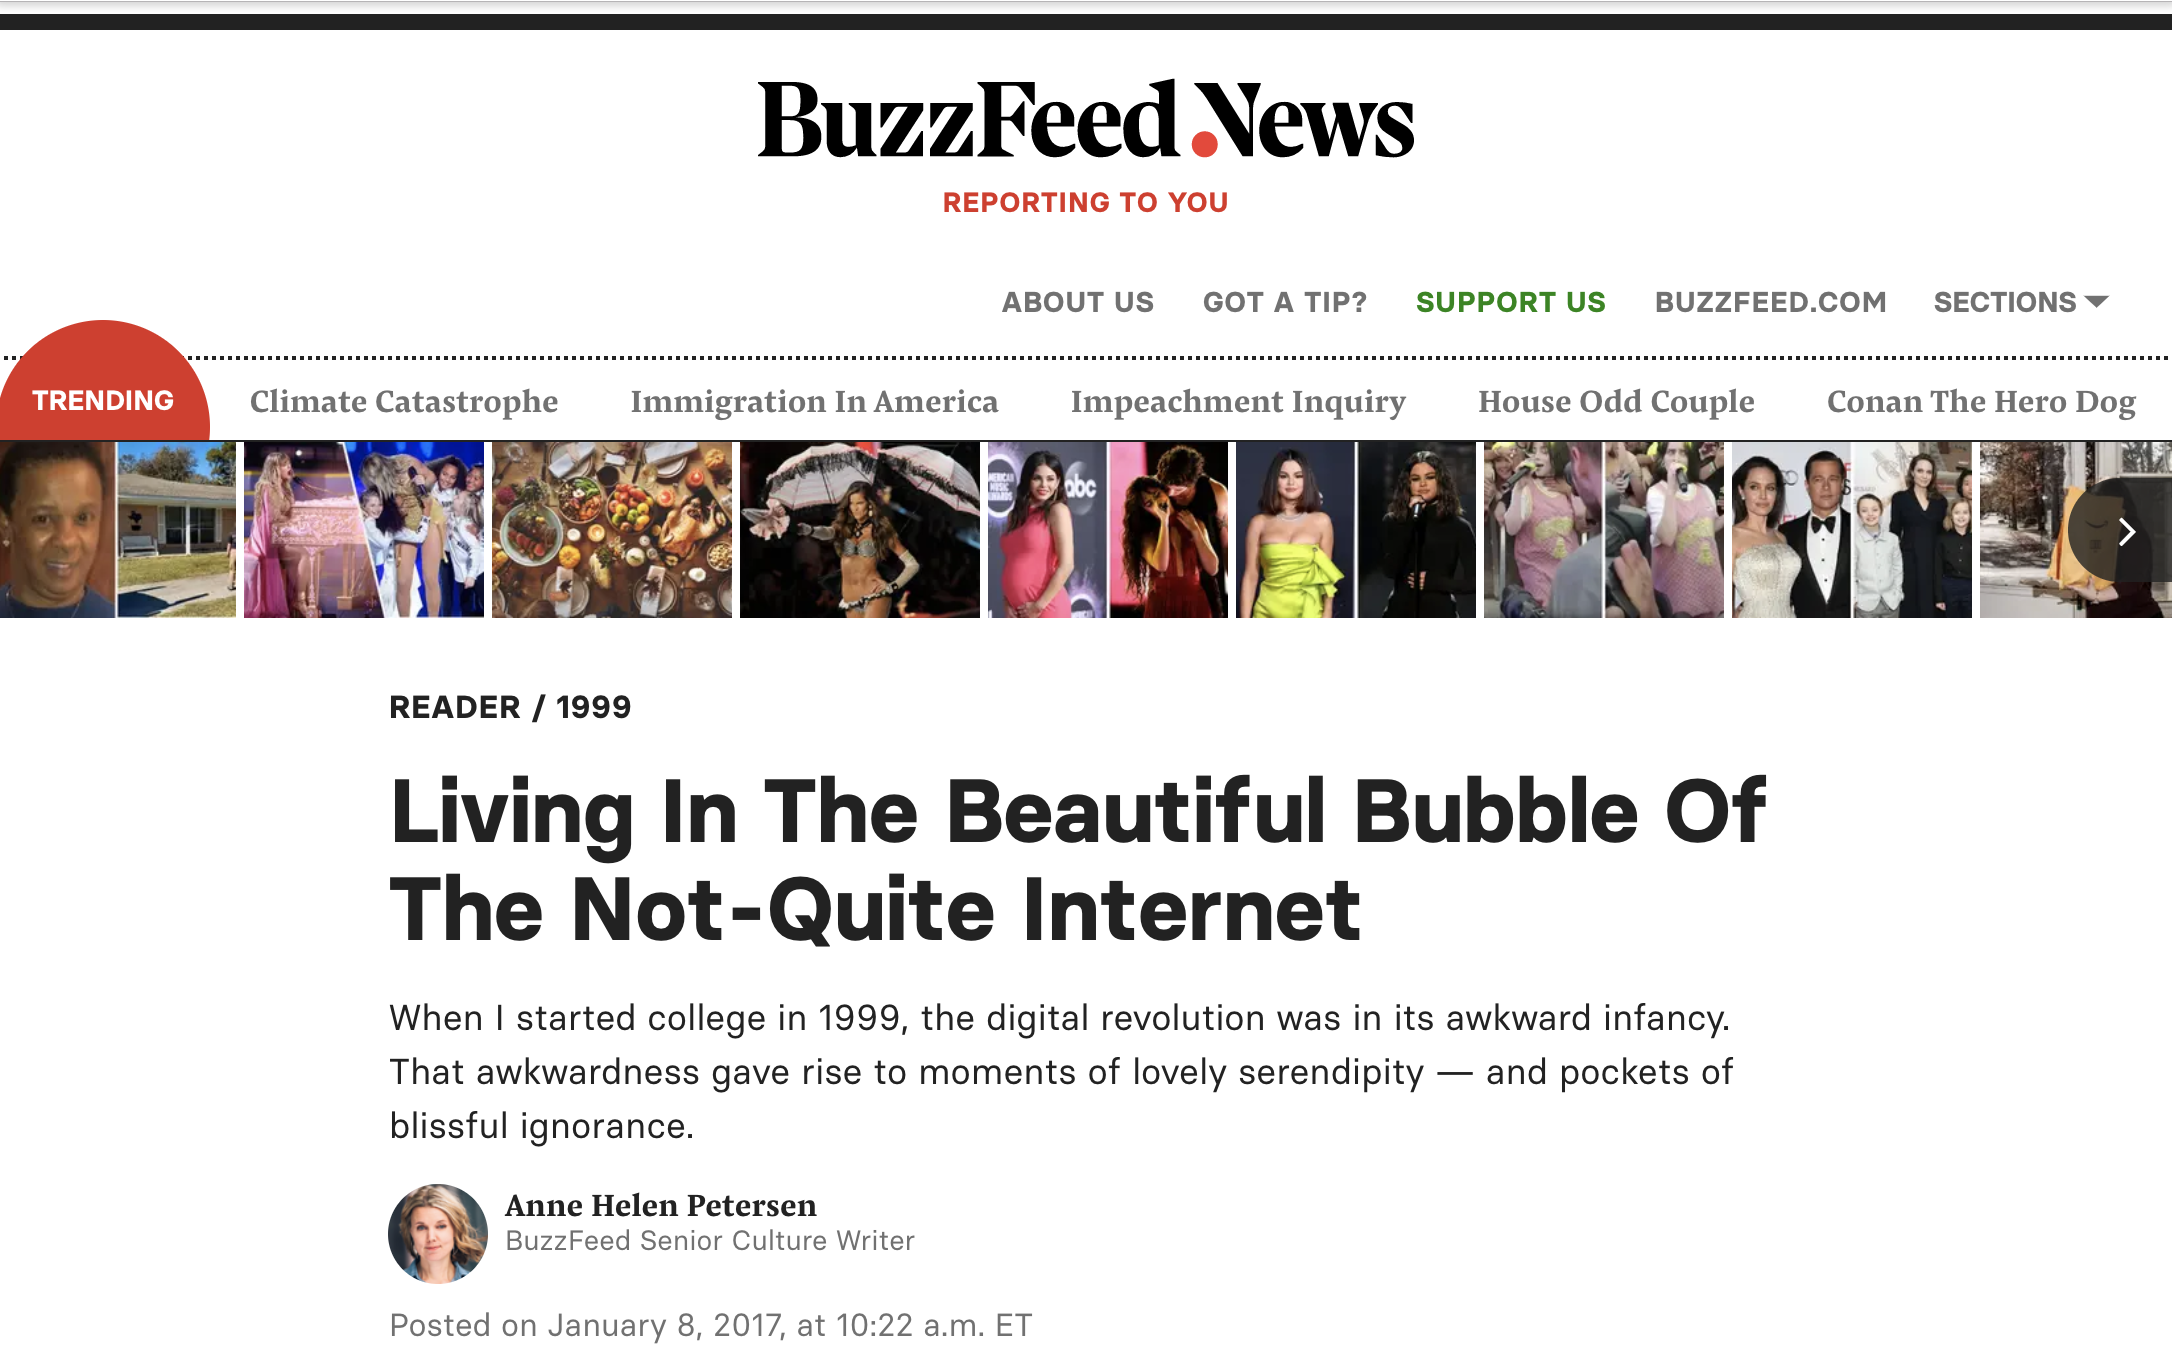 BuzzFeed News
REPORTING TO YOU
ABOUT US GOT A TIP? SUPPORT US BUZZFEED.COM SECTIONS
TRENDING Climate Catastrophe Immigration In America Impeachment Inquiry House Odd Couple Conan The Hero Dog
AMERICAN
MUSIC
AWARDS
abc
READER / 1999
Living In The Beautiful Bubble Of
The Not-Quite Internet
When I started college in 1999, the digital revolution was in its awkward infancy.
That awkwardness gave rise to moments of lovely serendipity — and pockets of
blissful ignorance.
Anne Helen Petersen
BuzzFeed Senior Culture Writer
Posted on January 8, 2017, at 10:22 a.m. ET